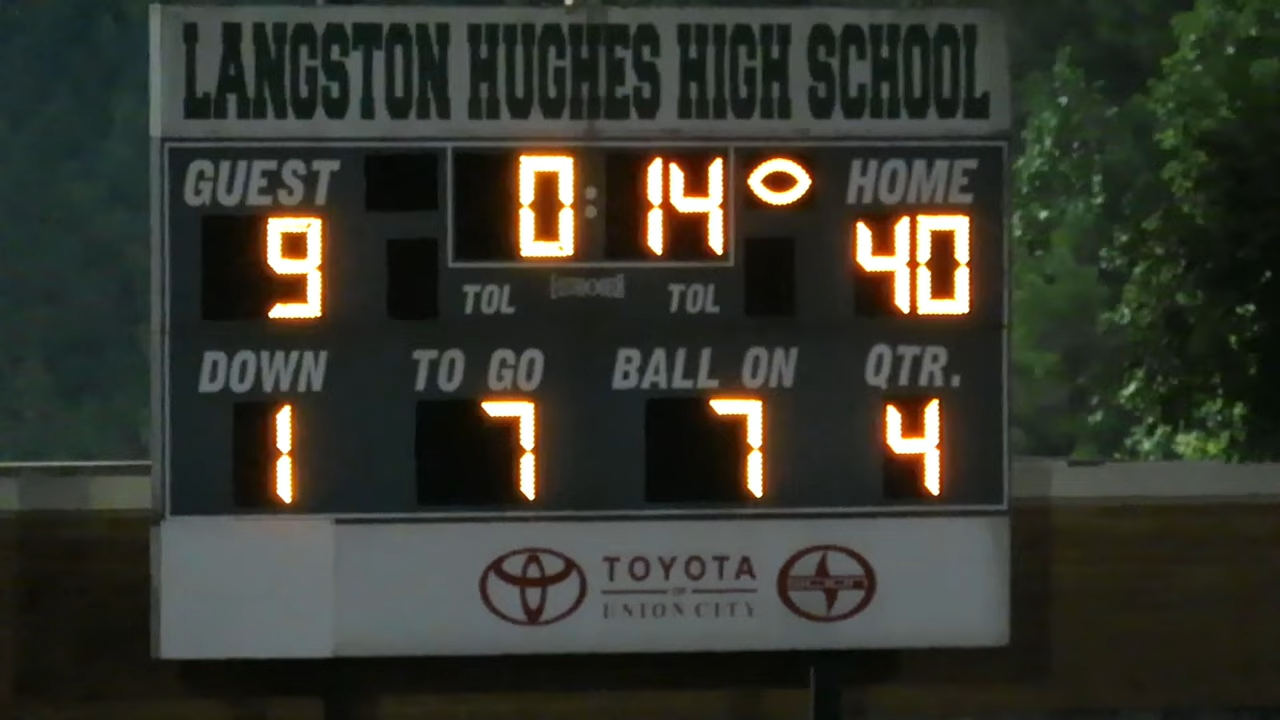 LANGSTON HUGHES HIGH SCHOOL
GUEST 0:14 HOME
9 40
TOL TOL
DOWN TO GO BALL ON QTR.
1 7 7 4
TOYOTA
OF
UNION CITY